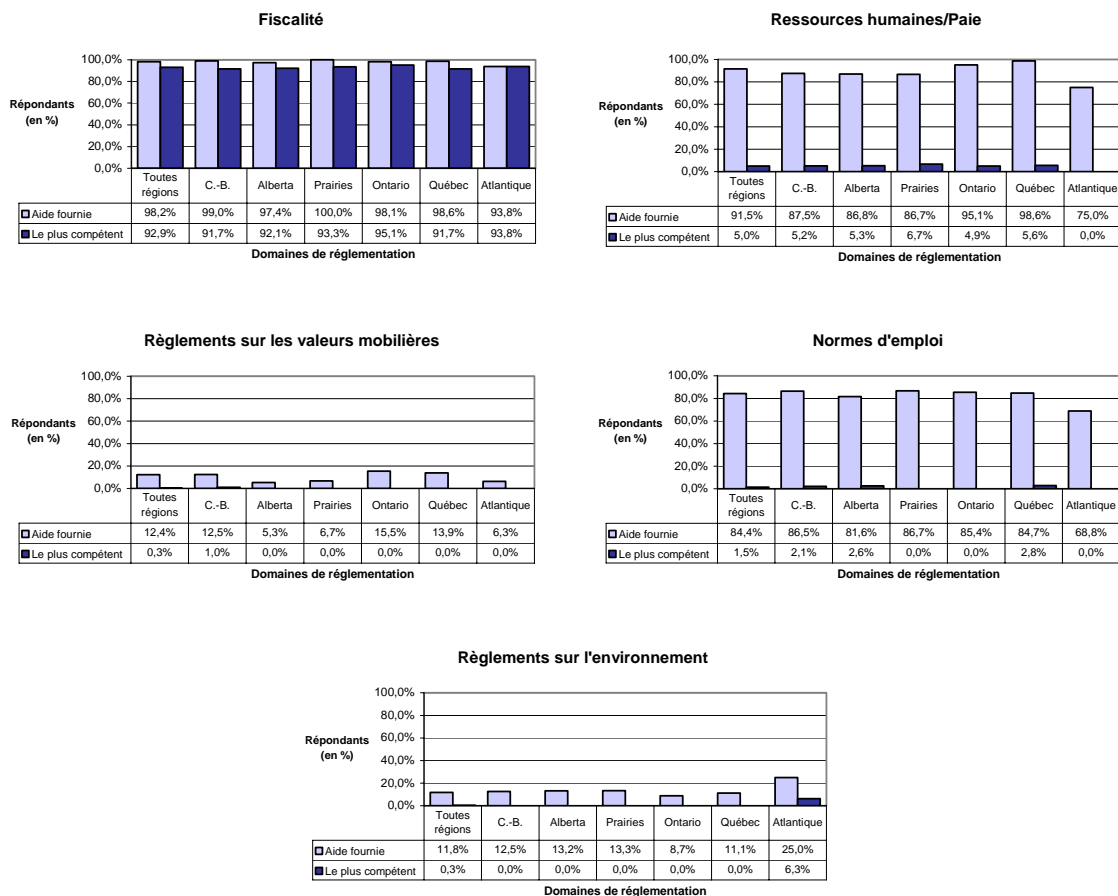 Fiscalité
100,0%
80,0%
60,0%
40,0%
20,0%
0,0%
Répondants
(en %)
Toutes régions C.-B. Alberta Prairies Ontario Québec Atlantique
Aide fournie 98,2% 99,0% 97,4% 100,0% 98,1% 98,6% 93,8%
Le plus compétent 92,9% 91,7% 92,1% 93,3% 95,1% 91,7% 93,8%
Domaines de réglementation
Ressources humaines/Paie
100,0%
80,0%
60,0%
40,0%
20,0%
0,0%
Répondants
(en %)
Toutes régions C.-B. Alberta Prairies Ontario Québec Atlantique
Aide fournie 91,5% 87,5% 86,8% 86,7% 95,1% 98,6% 75,0%
Le plus compétent 5,0% 5,2% 5,3% 6,7% 4,9% 5,6% 0,0%
Domaines de réglementation
Règlements sur les valeurs mobilières
100,0%
80,0%
60,0%
40,0%
20,0%
0,0%
Répondants
(en %)
Toutes régions C.-B. Alberta Prairies Ontario Québec Atlantique
Aide fournie 12,4% 12,5% 5,3% 6,7% 15,5% 13,9% 6,3%
Le plus compétent 0,3% 1,0% 0,0% 0,0% 0,0% 0,0% 0,0%
Domaines de réglementation
Normes d'emploi
100,0%
80,0%
60,0%
40,0%
20,0%
0,0%
Répondants
(en %)
Toutes régions C.-B. Alberta Prairies Ontario Québec Atlantique
Aide fournie 84,4% 86,5% 81,6% 86,7% 85,4% 84,7% 68,8%
Le plus compétent 1,5% 2,1% 2,6% 0,0% 0,0% 2,8% 0,0%
Domaines de réglementation
Règlements sur l'environnement
100,0%
80,0%
60,0%
40,0%
20,0%
0,0%
Répondants
(en %)
Toutes régions C.-B. Alberta Prairies Ontario Québec Atlantique
Aide fournie 11,8% 12,5% 13,2% 13,3% 8,7% 11,1% 25,0%
Le plus compétent 0,3% 0,0% 0,0% 0,0% 0,0% 0,0% 6,3%
Domaines de réglementation